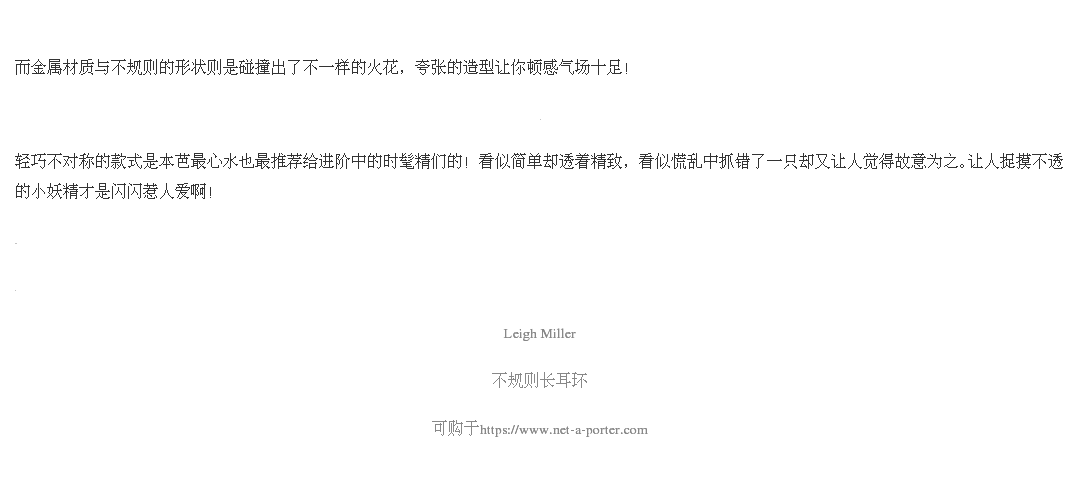 而金属材质与不规则的形状则是碰撞出了不一样的火花，夸张的造型让你顿感气场十足！
轻巧不对称的款式是本芭最心水也最推荐给进阶中的时髦精们的！看似简单却透着精致，看似慌乱中抓错了一只却又让人觉得故意为之。让人捉摸不透
的小妖精才是闪闪惹人爱啊！
Leigh Miller
不规则长耳环
可购于https://www.net-a-porter.com